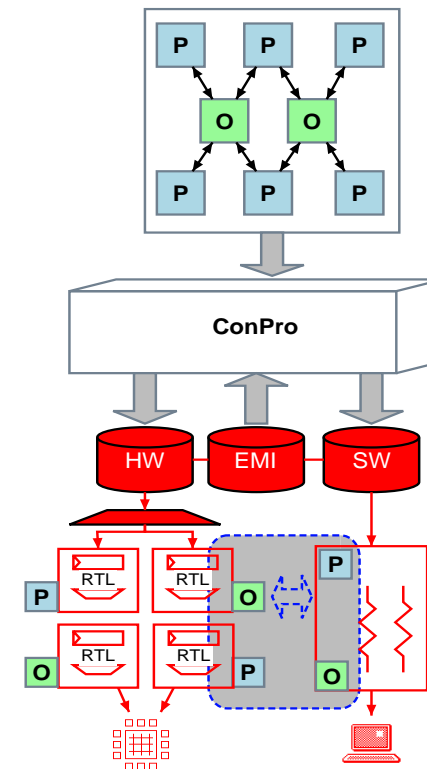 P P P
O O
P P P
ConPro
HW EMI SW
RTL RTL P
P O
RTL RTL
O P O